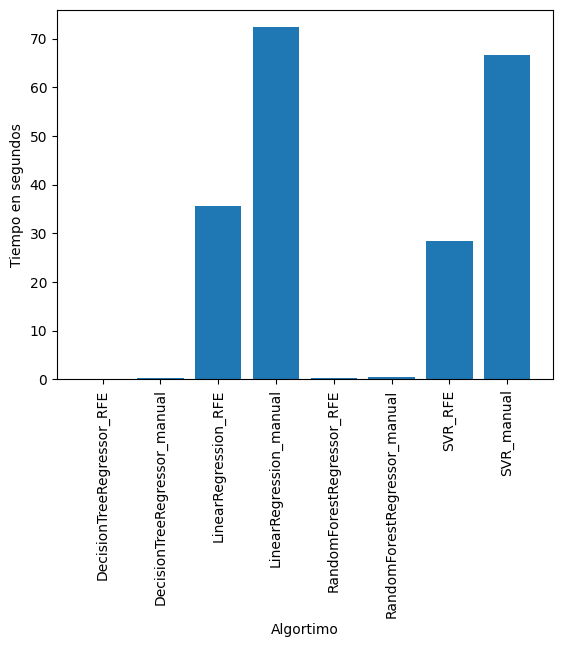 Tiempo en segundos
70
60
50
40
30
20
10
0
DecisionTreeRegressor_RFE
DecisionTreeRegressor_manual
LinearRegression_RFE
LinearRegression_manual
RandomForestRegressor_RFE
RandomForestRegressor_manual
SVR_RFE
SVR_manual
Algortimo